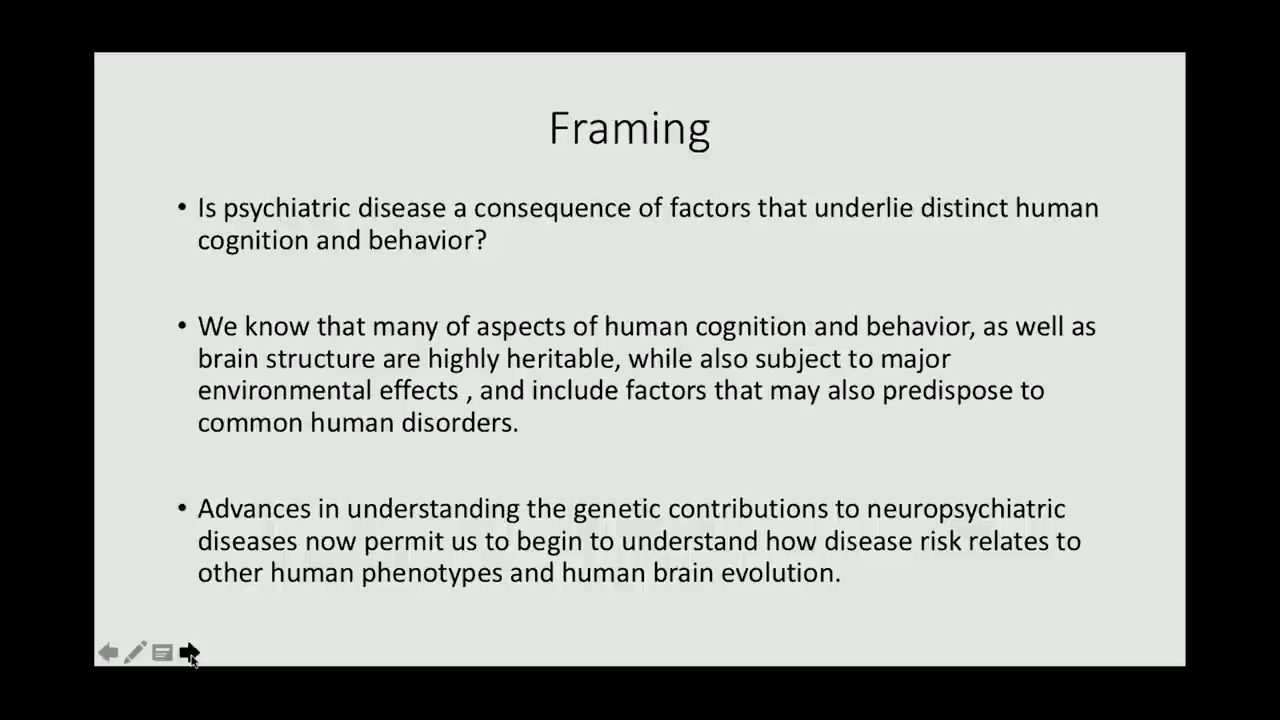 Framing
• Is psychiatric disease a consequence of factors that underlie distinct human
cognition and behavior?
• We know that many of aspects of human cognition and behavior, as well as
brain structure are highly heritable, while also subject to major
environmental effects , and include factors that may also predispose to
common human disorders.
• Advances in understanding the genetic contributions to neuropsychiatric
diseases now permit us to begin to understand how disease risk relates to
other human phenotypes and human brain evolution.